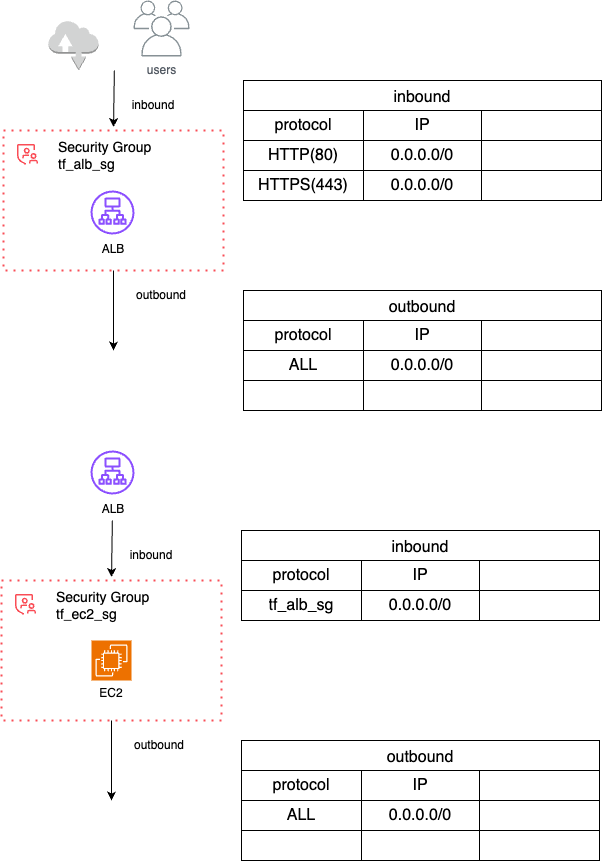 users
inbound
Security Group
tf_alb_sg
ALB
outbound
inbound
protocol IP
HTTP(80) 0.0.0.0/0
HTTPS(443) 0.0.0.0/0
outbound
protocol IP
ALL 0.0.0.0/0
ALB
inbound
Security Group
tf_ec2_sg
EC2
outbound
inbound
protocol IP
tf_alb_sg 0.0.0.0/0
outbound
protocol IP
ALL 0.0.0.0/0